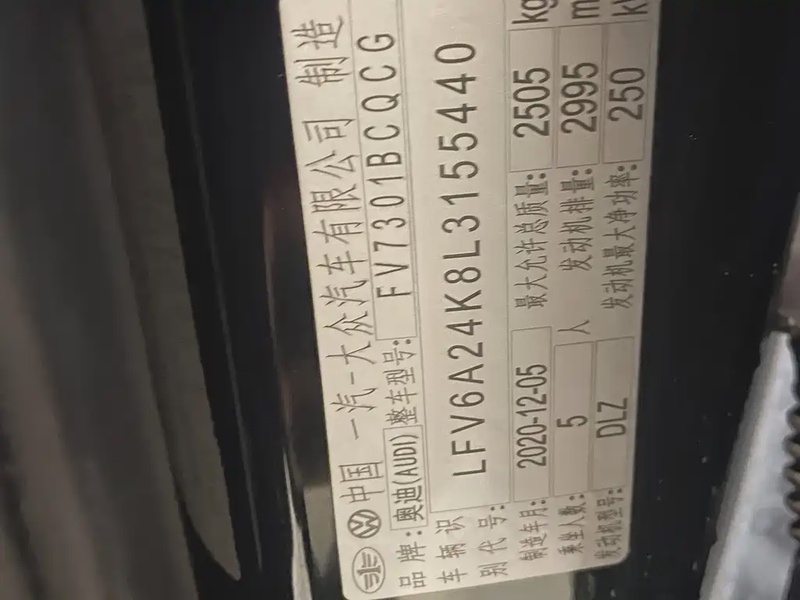 中国 一汽-大众汽车有限公司 制造
品牌: 奥迪(AUDI) 整车型号: FV7301BCQCG
车辆识别代号: LFV6A24K8L3155440
制造年月: 2020-12-05 最大允许总质量: 2505 kg
乘坐人数: 5 人 发动机排量: 2995 m
发动机型号: DLZ 发动机最大净功率: 250 k